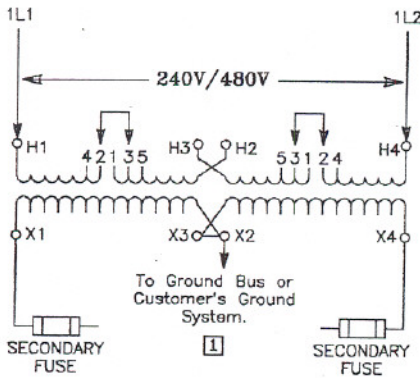 1L1 1L2
240V/480V
H1 4 2 1 3 5 H3 H2 5 3 1 2 4 H4
X1 X3 X2 X4
To Ground Bus or
Customer's Ground
System.
1
SECONDARY
FUSE
SECONDARY
FUSE